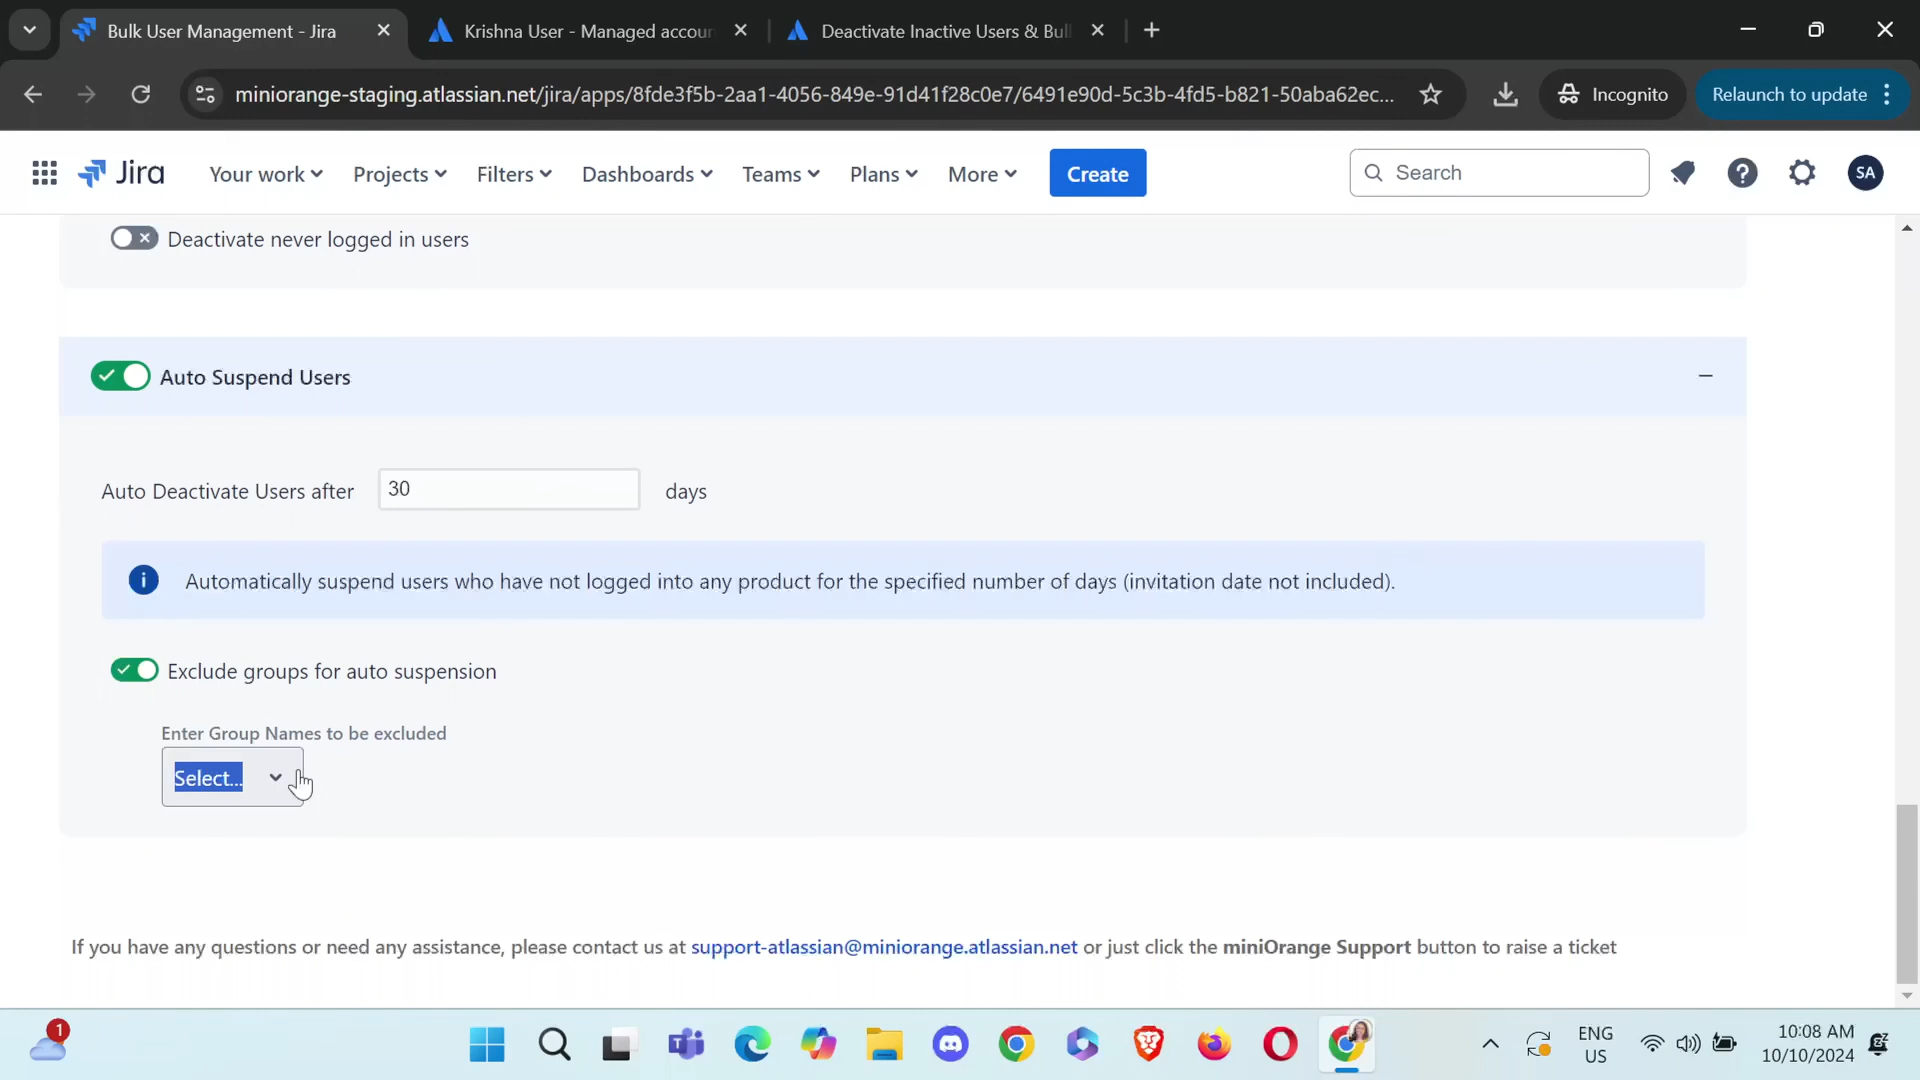 Bulk User Management - Jira
Krishna User - Managed accour
Deactivate Inactive Users & Bul
miniorange-staging.atlassian.net/jira/apps/8fde3f5b-2aa1-4056-849e-91d41f28c0e7/6491e90d-5c3b-4fd5-b821-50aba62ec...
Incognito
Relaunch to update
Jira
Your work
Projects
Filters
Dashboards
Teams
Plans
More
Create
Search
SA
Deactivate never logged in users
Auto Suspend Users
Auto Deactivate Users after
30
days
Automatically suspend users who have not logged into any product for the specified number of days (invitation date not included).
Exclude groups for auto suspension
Enter Group Names to be excluded
Select...
If you have any questions or need any assistance, please contact us at support-atlassian@miniorange.atlassian.net or just click the miniOrange Support button to raise a ticket
1
ENG
US
10:08 AM
10/10/2024